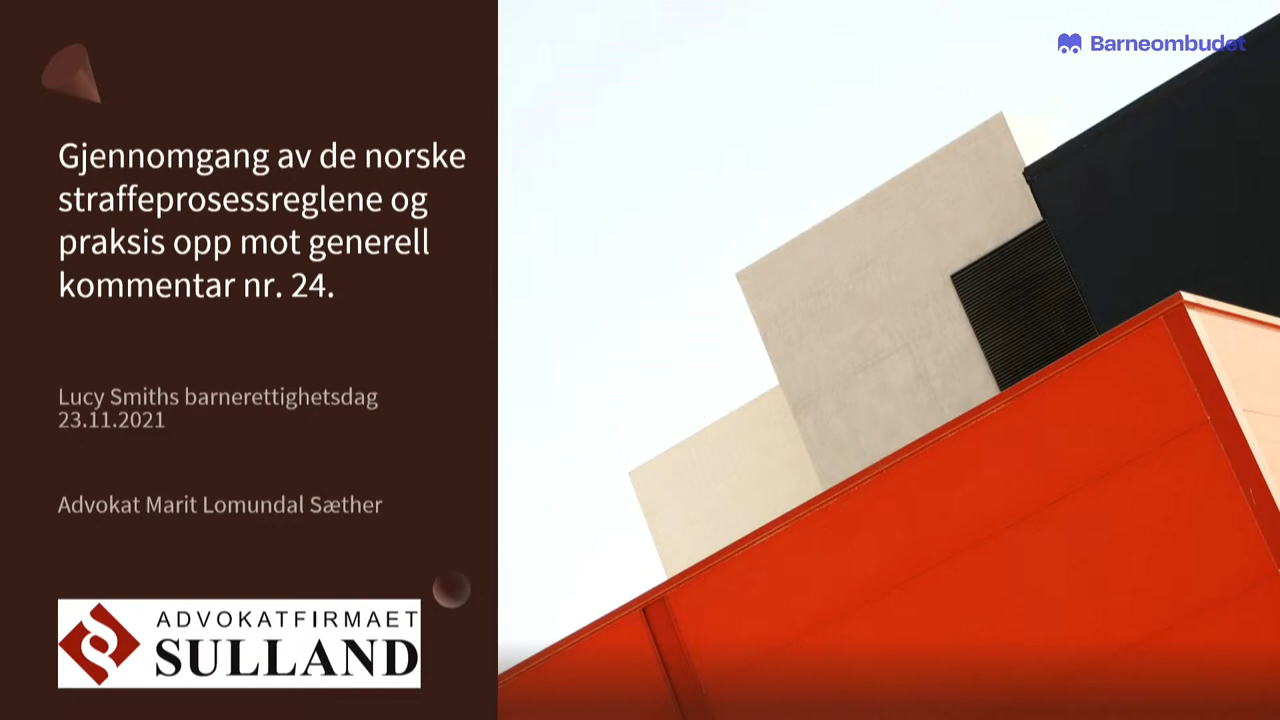 Barneombudet
Gjennomgang av de norske
straffeprosessreglene og
praksis opp mot generell
kommentar nr. 24.
Lucy Smiths barnerettighetsdag
23.11.2021
Advokat Marit Lomundal Sæther
ADVOKATFIRMAET
SULLAND